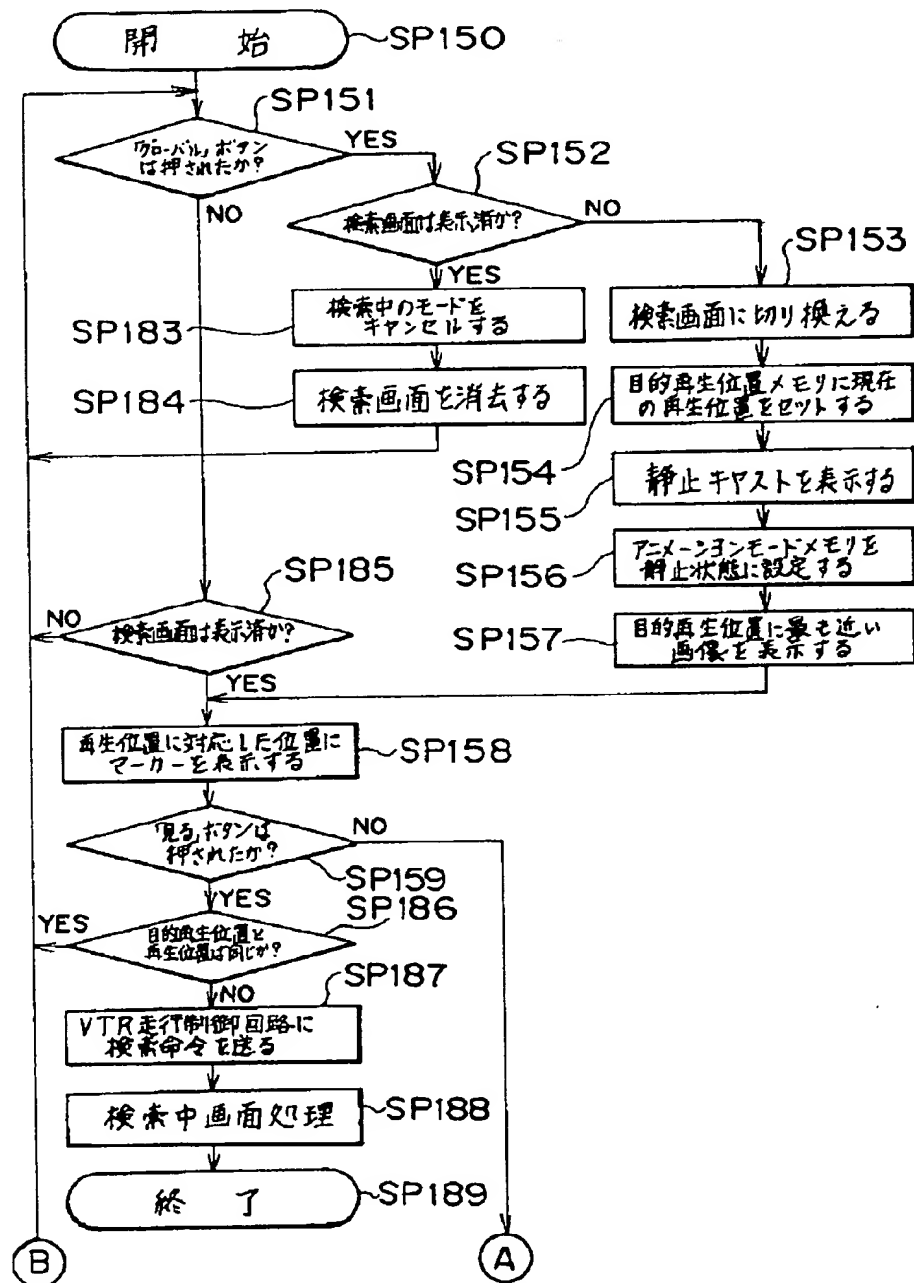 開始
SP150
SP151
「グローバル」ボタン
は押されたか?
YES
NO
SP152
検索画面は表示済か?
NO
YES
SP153
検索画面に切り換える
SP183
検索中のモードを
キャンセルする
SP184
検索画面を消去する
目的再生位置メモリに現在
の再生位置をセットする
SP154
静止キャストを表示する
SP155
アニメーションモードメモリを
静止状態に設定する
SP156
目的再生位置に最も近い
画像を表示する
SP157
SP185
検索画面は表示済か?
NO
YES
再生位置に対応した位置に
マーカーを表示する
SP158
「見る」ボタンは
押されたか?
NO
SP159
YES
SP186
目的再生位置と
再生位置は同じか?
YES
NO
SP187
VTR走行制御回路に
検索命令を送る
検索中画面処理
SP188
終了
SP189
B
A